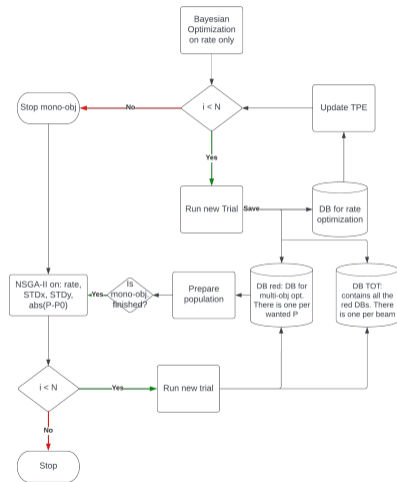 Bayesian
Optimization
on rate only
Stop mono-obj
No
i < N
Update TPE
Yes
Run new Trial
Save
DB for rate
optimization
NSGA-II on: rate,
STDx, STDy,
abs(P-P0)
Yes
Is
mono-obj
finished?
Prepare
population
DB red: DB for
multi-obj opt.
There is one per
wanted P
DB TOT:
contains all the
red DBs. There
is one per beam
i < N
Yes
Run new trial
No
Stop